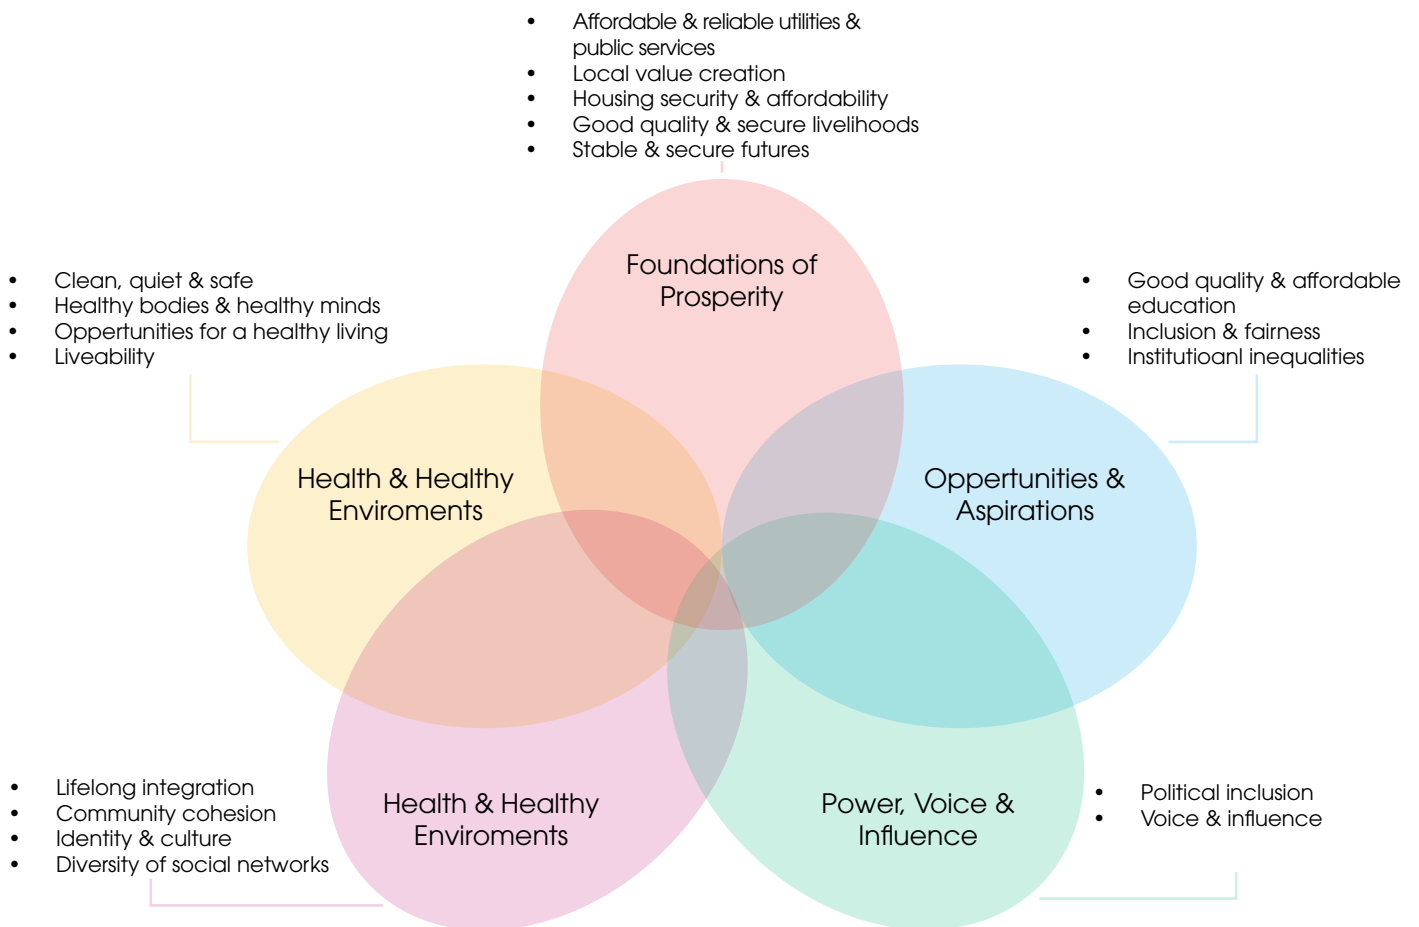 • Affordable & reliable utilities &
public services
• Local value creation
• Housing security & affordability
• Good quality & secure livelihoods
• Stable & secure futures
Foundations of
Prosperity
• Clean, quiet & safe
• Healthy bodies & healthy minds
• Oppertunities for a healthy living
• Liveability
• Good quality & affordable
education
• Inclusion & fairness
• Institutioanl inequalities
Health & Healthy
Enviroments
Oppertunities &
Aspirations
• Lifelong integration
• Community cohesion
• Identity & culture
• Diversity of social networks
Health & Healthy
Enviroments
Power, Voice &
Influence
• Political inclusion
• Voice & influence